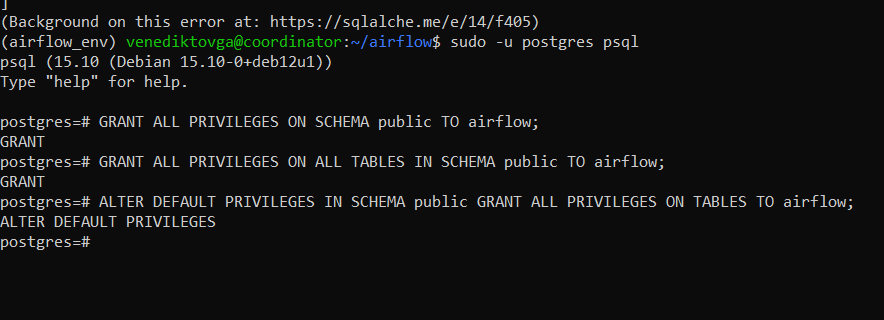 ]
(Background on this error at: https://sqlalche.me/e/14/f405)
(airflow_env) venediktovga@coordinator:~/airflow$ sudo -u postgres psql
psql (15.10 (Debian 15.10-0+deb12u1))
Type "help" for help.
postgres=# GRANT ALL PRIVILEGES ON SCHEMA public TO airflow;
GRANT
postgres=# GRANT ALL PRIVILEGES ON ALL TABLES IN SCHEMA public TO airflow;
GRANT
postgres=# ALTER DEFAULT PRIVILEGES IN SCHEMA public GRANT ALL PRIVILEGES ON TABLES TO airflow;
ALTER DEFAULT PRIVILEGES
postgres=#